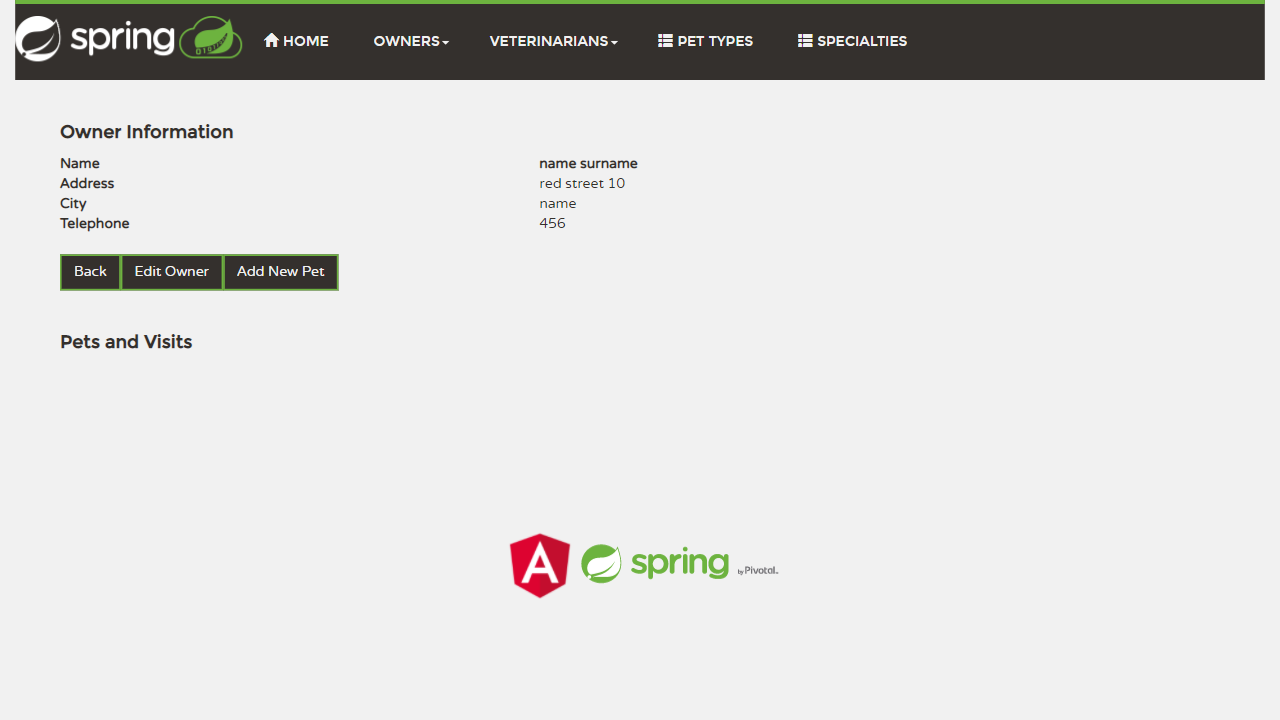 spring HOME OWNERS VETERINARIANS PET TYPES SPECIALTIES
Owner Information
Name name surname
Address red street 10
City name
Telephone 456
Back Edit Owner Add New Pet
Pets and Visits
A spring by Pivotal.